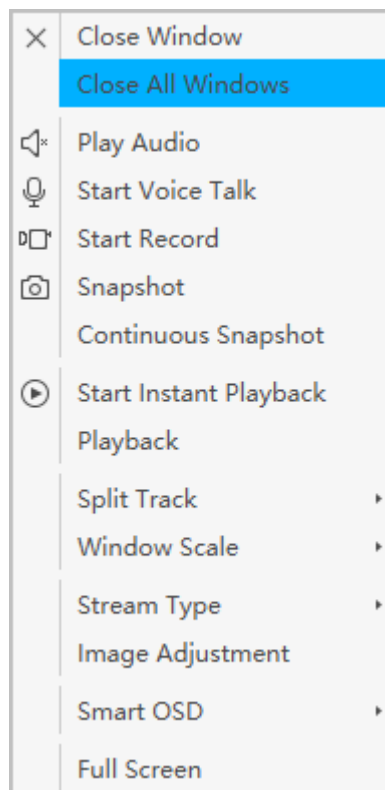 Close Window
Close All Windows
Play Audio
Start Voice Talk
Start Record
Snapshot
Continuous Snapshot
Start Instant Playback
Playback
Split Track
Window Scale
Stream Type
Image Adjustment
Smart OSD
Full Screen